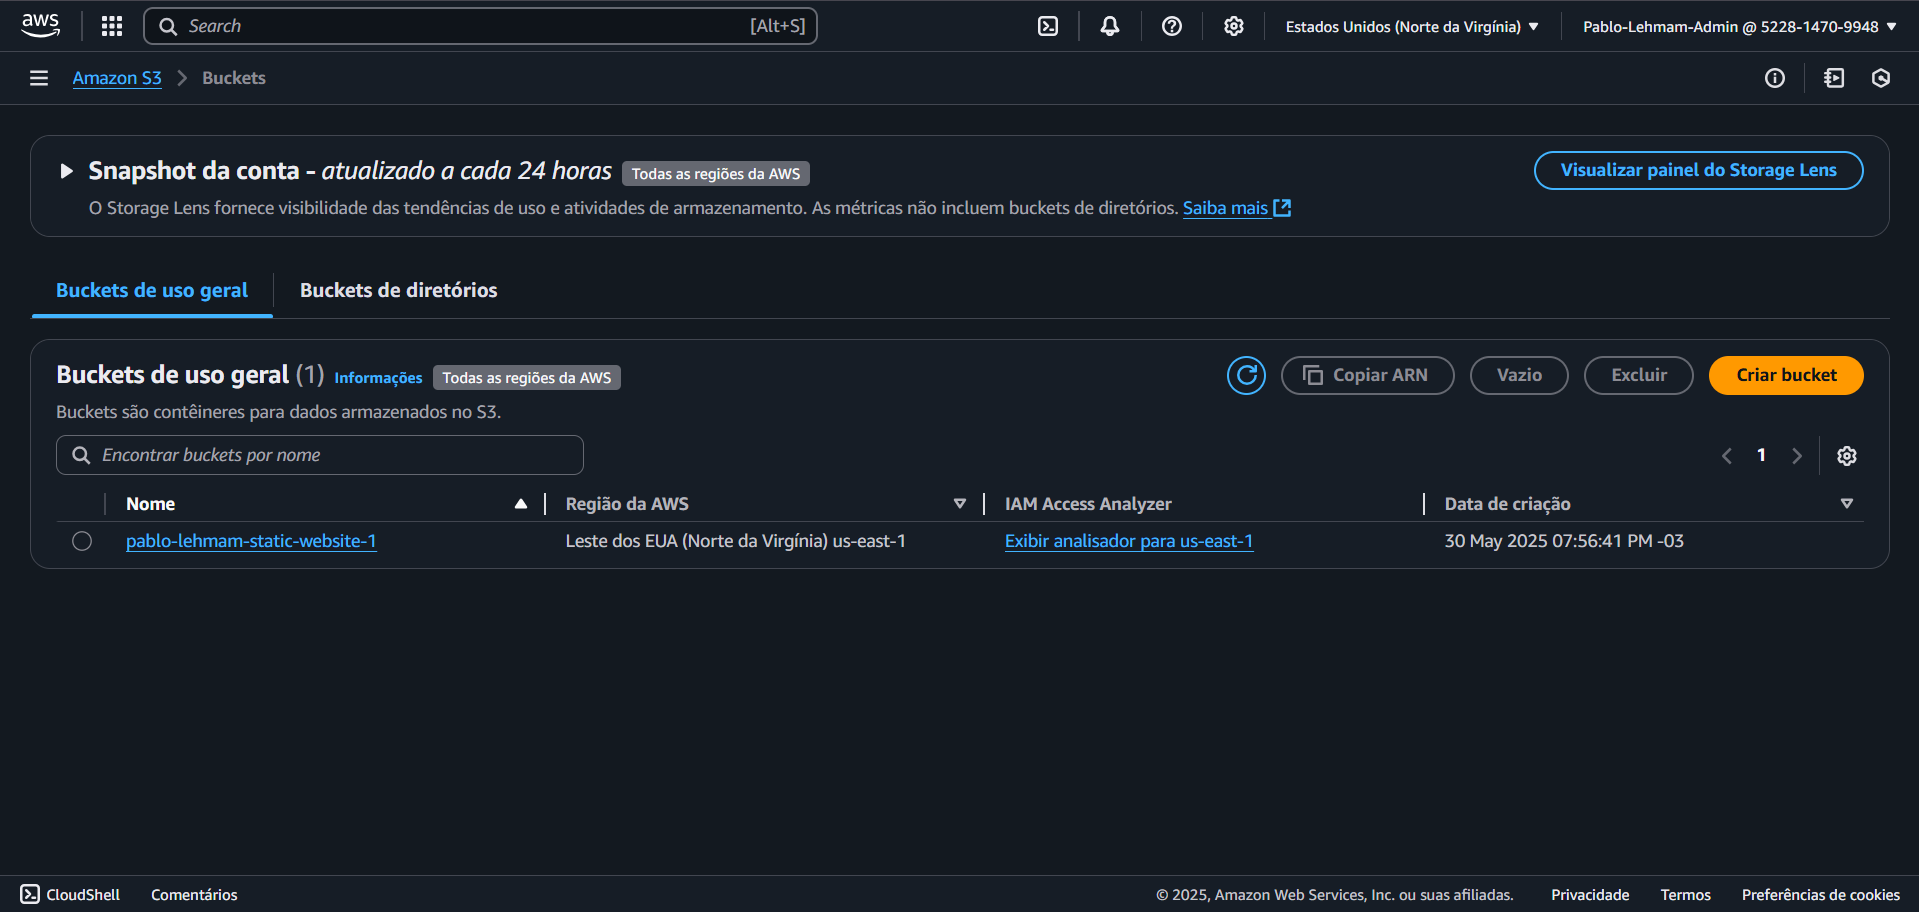 aws
Search [Alt+S]
Estados Unidos (Norte da Virgínia)
Pablo-Lehmam-Admin @ 5228-1470-9948
Amazon S3 > Buckets
Snapshot da conta - atualizado a cada 24 horas Todas as regiões da AWS
Visualizar painel do Storage Lens
O Storage Lens fornece visibilidade das tendências de uso e atividades de armazenamento. As métricas não incluem buckets de diretórios. Saiba mais
Buckets de uso geral
Buckets de diretórios
Buckets de uso geral (1) Informações Todas as regiões da AWS
Copiar ARN
Vazio
Excluir
Criar bucket
Buckets são contêineres para dados armazenados no S3.
Encontrar buckets por nome
1
Nome Região da AWS IAM Access Analyzer Data de criação
pablo-lehmam-static-website-1 Leste dos EUA (Norte da Virgínia) us-east-1 Exibir analisador para us-east-1 30 May 2025 07:56:41 PM -03
CloudShell
Comentários
© 2025, Amazon Web Services, Inc. ou suas afiliadas.
Privacidade
Termos
Preferências de cookies